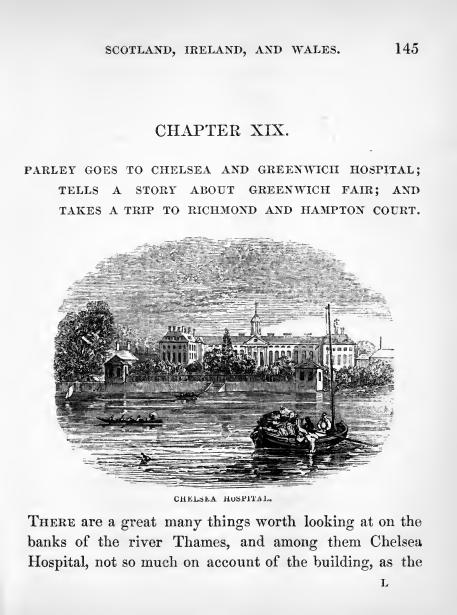 SCOTLAND, IRELAND, AND WALES. 145
CHAPTER XIX.
PARLEY GOES TO CHELSEA AND GREENWICH HOSPITAL;
TELLS A STORY ABOUT GREENWICH FAIR; AND
TAKES A TRIP TO RICHMOND AND HAMPTON COURT.
CHELSEA HOSPITAL.
THERE are a great many things worth looking at on the
banks of the river Thames, and among them Chelsea
Hospital, not so much on account of the building, as the
L